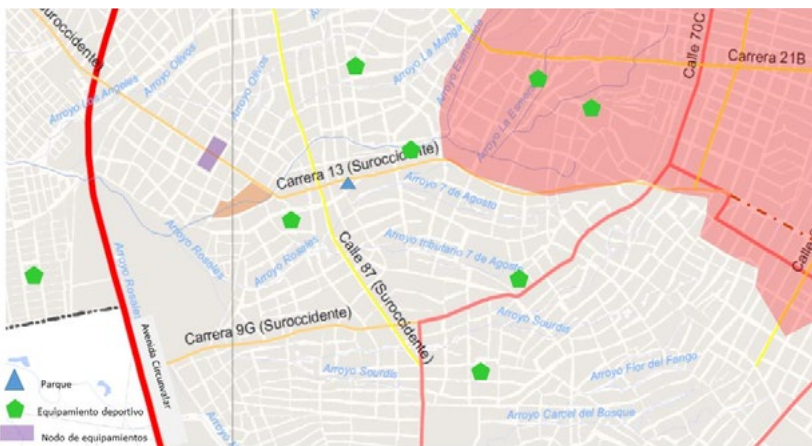 Suroccidente)
Arroyo Olivos
Arroyo Los Angeles
Arroyo Olivos
Arroyo La Manga
Arroyo Esmeralda
Arroyo La Esmeralda
Calle 70C
Carrera 21B
Carrera 13 (Suroccidente)
Arroyo 7 de Agosto
Arroyo Rosales
Arroyo Rosales
Arroyo Rosales
Calle 87 (Suroccidente)
Arroyo tributario 7 de Agosto
Calle
Carrera 9G (Suroccidente)
Arroyo Sourdis
Avenida Circunvalar
Arroyo Sourdis
Arroyo Flor del Fango
Arroyo Carcel del Bosque
Parque
Equipamiento deportivo
Nodo de equipamientos